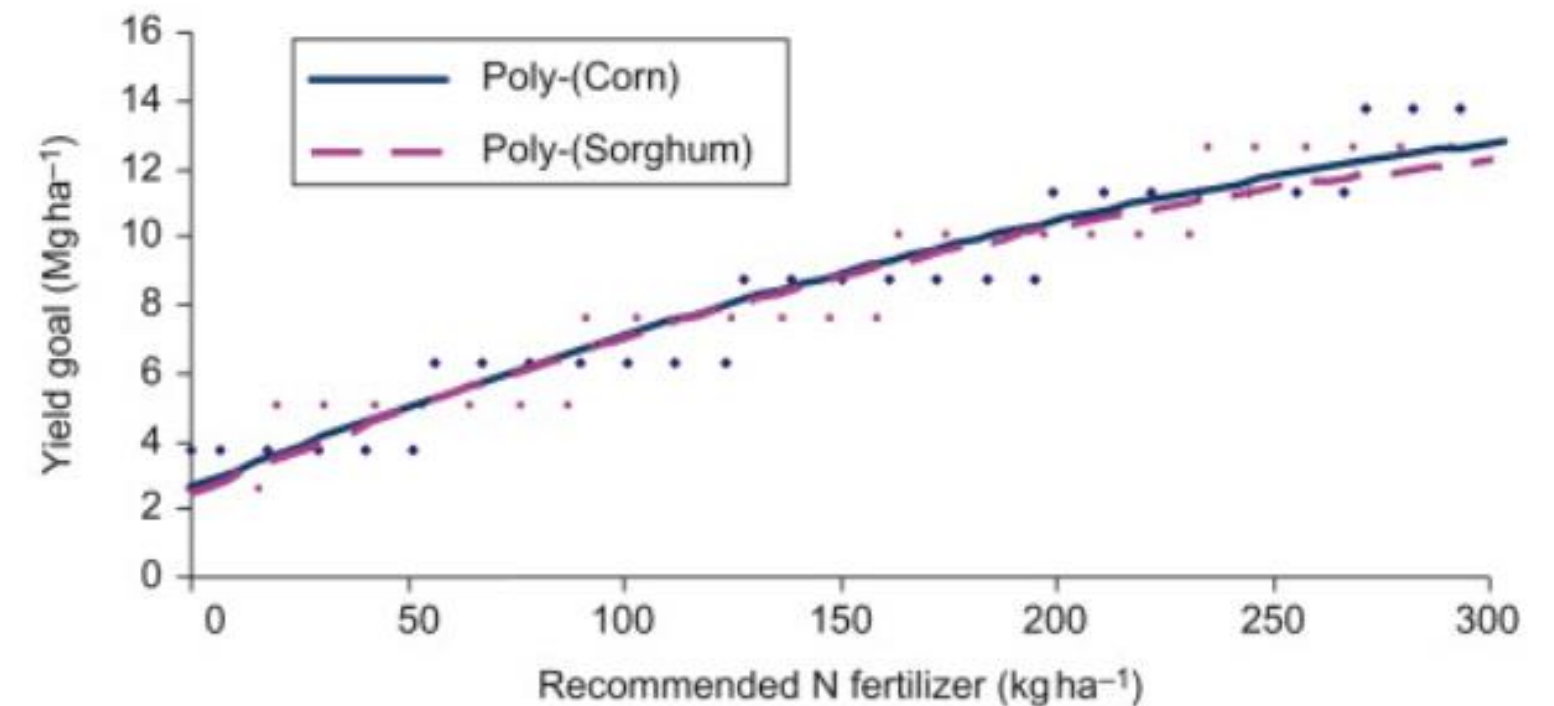 16
14
12
10
8
6
4
2
0
Yield goal (Mg ha–1)
Poly-(Corn)
Poly-(Sorghum)
0 50 100 150 200 250 300
Recommended N fertilizer (kg ha–1)